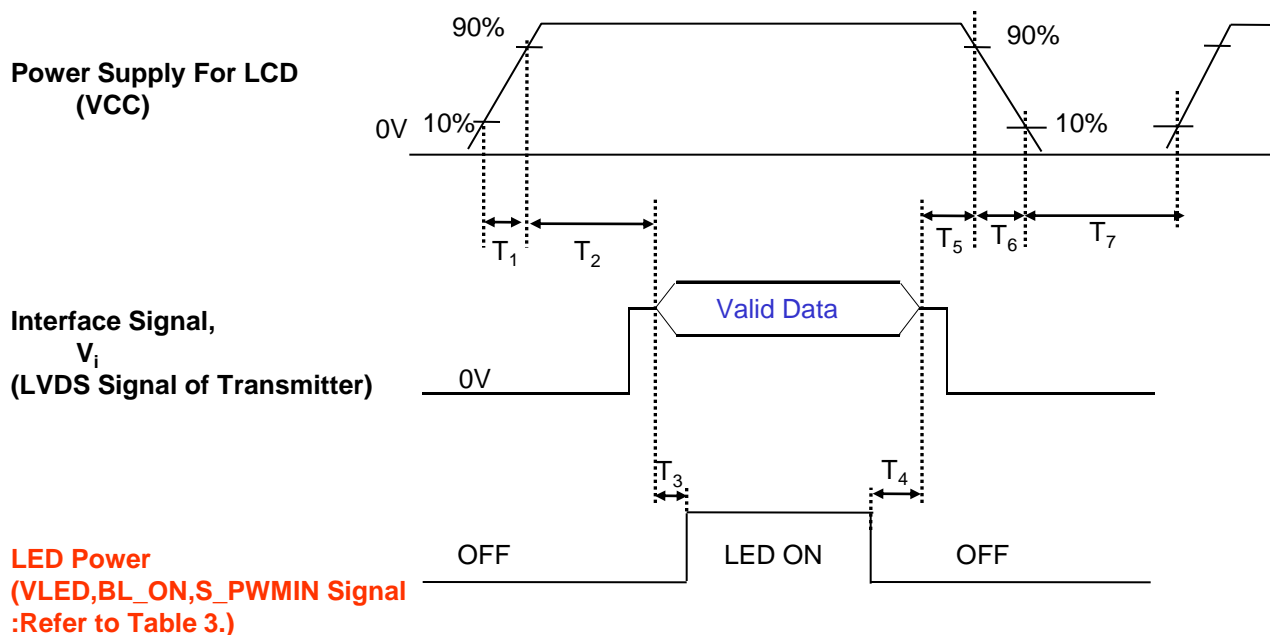 90%
90%
Power Supply For LCD
(VCC)
0V
10%
10%
T1
T2
T5
T6
T7
Valid Data
Interface Signal,
Vi
(LVDS Signal of Transmitter)
0V
T3
T4
OFF
LED ON
OFF
LED Power
(VLED,BL_ON,S_PWMIN Signal
:Refer to Table 3.)